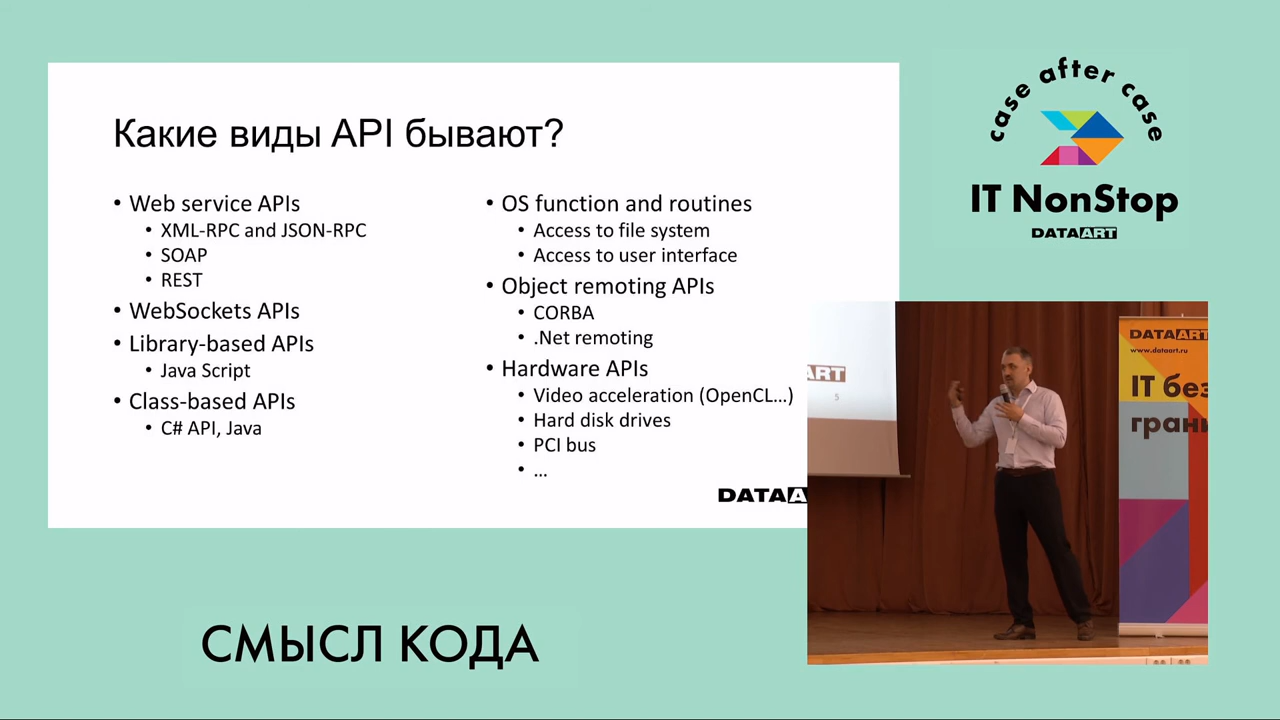 Какие виды API бывают?
• Web service APIs
• XML-RPC and JSON-RPC
• SOAP
• REST
• WebSockets APIs
• Library-based APIs
• Java Script
• Class-based APIs
• C# API, Java
• OS function and routines
• Access to file system
• Access to user interface
• Object remoting APIs
• CORBA
• .Net remoting
• Hardware APIs
• Video acceleration (OpenCL…)
• Hard disk drives
• PCI bus
• …
DATAA
case after case
IT NonStop
DATAART
ART
5
DATAART
www.dataart.ru
IT без
грани
СМЫСЛ КОДА